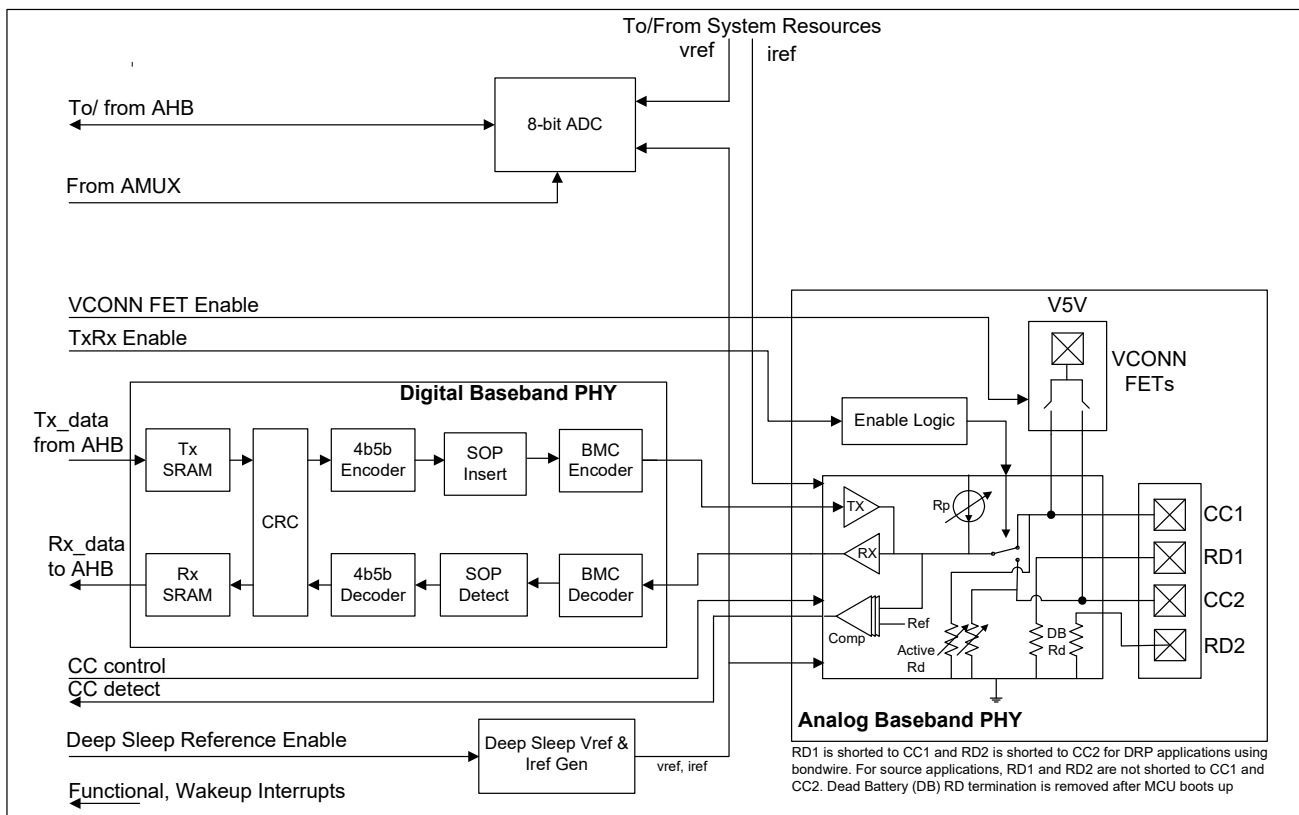 To/From System Resources
vref
iref
To/ from AHB
8-bit ADC
From AMUX
VCONN FET Enable
TxRx Enable
V5V
VCONN
FETs
Digital Baseband PHY
Enable Logic
Tx_data
from AHB
Tx
SRAM
CRC
4b5b
Encoder
SOP
Insert
BMC
Encoder
TX
Rp
CC1
Rx_data
to AHB
Rx
SRAM
4b5b
Decoder
SOP
Detect
BMC
Decoder
RX
RD1
CC2
Comp
Ref
Active
Rd
DB
Rd
RD2
CC control
CC detect
Analog Baseband PHY
Deep Sleep Reference Enable
Deep Sleep Vref &
Iref Gen
vref, iref
RD1 is shorted to CC1 and RD2 is shorted to CC2 for DRP applications using
bondwire. For source applications, RD1 and RD2 are not shorted to CC1 and
CC2. Dead Battery (DB) RD termination is removed after MCU boots up
Functional, Wakeup Interrupts